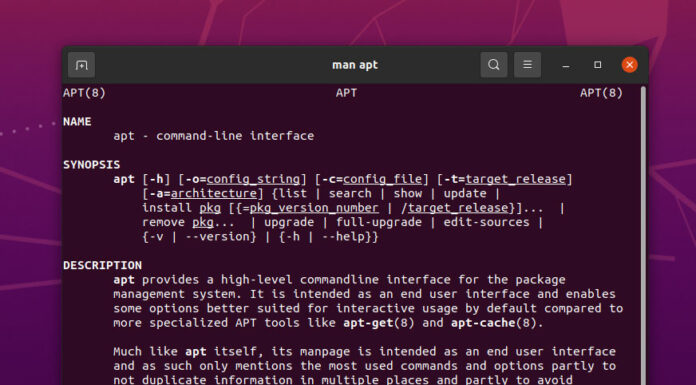 man apt
APT(8) APT APT(8)
NAME
apt - command-line interface
SYNOPSIS
apt [-h] [-o=config_string] [-c=config_file] [-t=target_release]
[-a=architecture] {list | search | show | update |
install pkg [{=pkg_version_number | /target_release}]... |
remove pkg... | upgrade | full-upgrade | edit-sources |
{-v | --version} | {-h | --help}}
DESCRIPTION
apt provides a high-level commandline interface for the package
management system. It is intended as an end user interface and enables
some options better suited for interactive usage by default compared to
more specialized APT tools like apt-get(8) and apt-cache(8).
Much like apt itself, its manpage is intended as an end user interface
and as such only mentions the most used commands and options partly to
not duplicate information in multiple places and partly to avoid